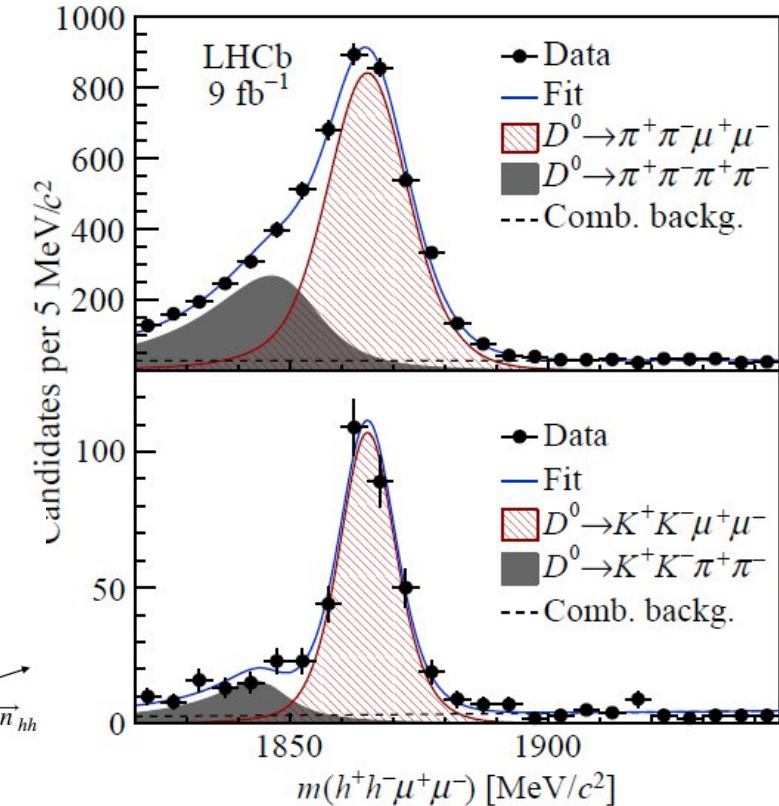 1000
800
600
400
200
LHCb
9 fb⁻¹
Data
Fit
D⁰→π⁺π⁻μ⁺μ⁻
D⁰→π⁺π⁻π⁺π⁻
Comb. backg.
Candidates per 5 MeV/c²
100
50
0
Data
Fit
D⁰→K⁺K⁻μ⁺μ⁻
D⁰→K⁺K⁻π⁺π⁻
Comb. backg.
1850
1900
m(h⁺h⁻μ⁺μ⁻) [MeV/c²]
n⃗ₕₕ